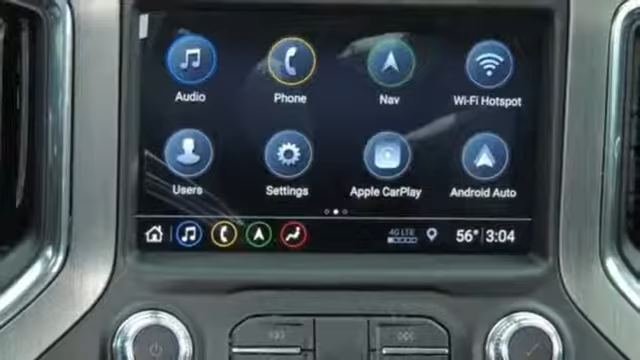 Audio Phone Nav Wi-Fi Hotspot
Users Settings Apple CarPlay Android Auto
4G LTE 56° 3:04